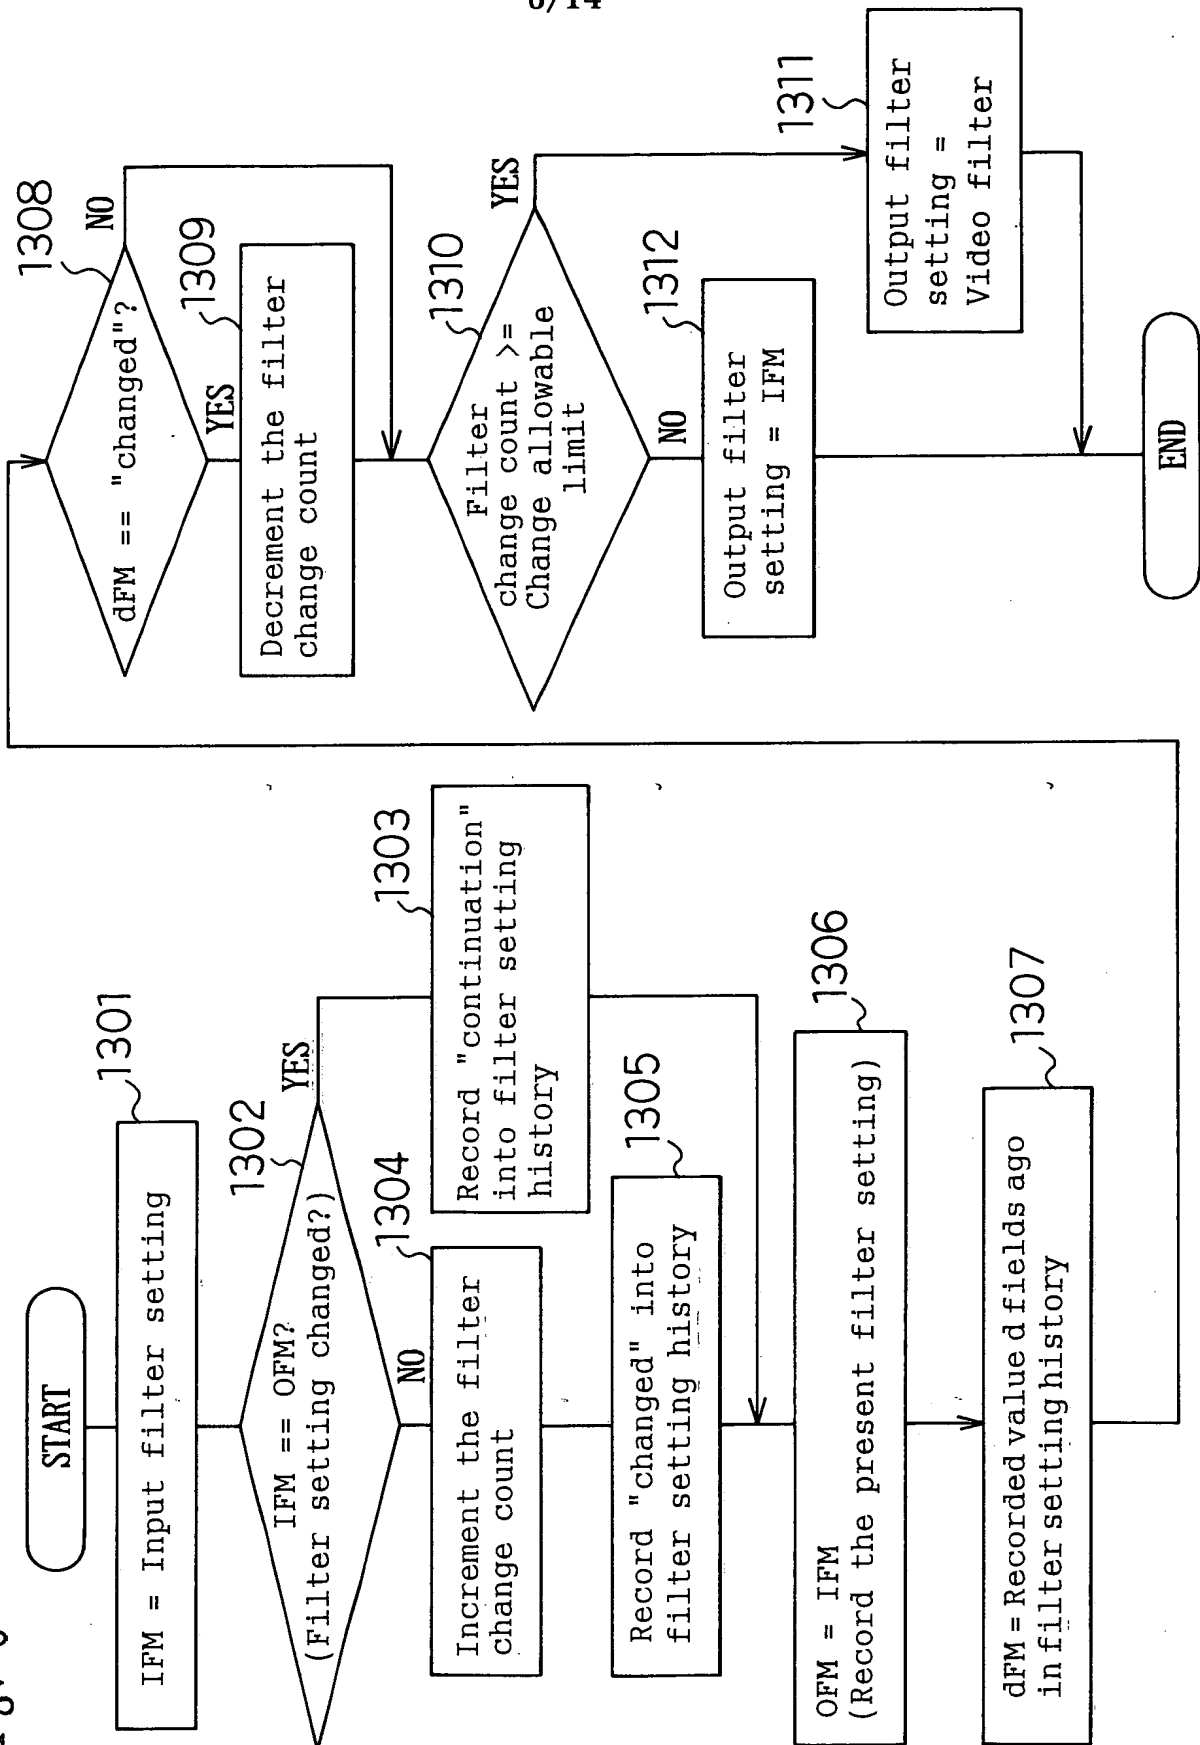 6/14
START
1301
IFM = Input filter setting
1302
IFM == OFM?
(Filter setting changed?)
YES
NO
1303
Record "continuation"
into filter setting
history
1304
Increment the filter
change count
1305
Record "changed" into
filter setting history
1306
OFM = IFM
(Record the present filter setting)
1307
dFM = Recorded value d fields ago
in filter setting history
1308
dFM == "changed"?
NO
YES
1309
Decrement the filter
change count
1310
Filter
change count >=
Change allowable
limit
YES
NO
1311
Output filter
setting =
Video filter
1312
Output filter
setting = IFM
END